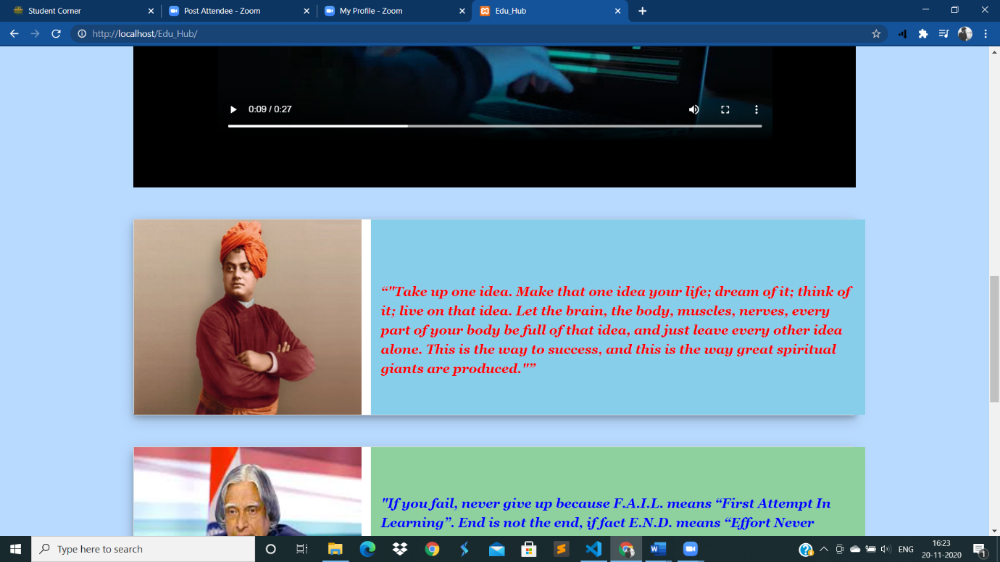 Student Corner
Post Attendee - Zoom
My Profile - Zoom
Edu_Hub
http://localhost/Edu_Hub/
0:09 / 0:27
“"Take up one idea. Make that one idea your life; dream of it; think of
it; live on that idea. Let the brain, the body, muscles, nerves, every
part of your body be full of that idea, and just leave every other idea
alone. This is the way to success, and this is the way great spiritual
giants are produced."”
"If you fail, never give up because F.A.I.L. means “First Attempt In
Learning”. End is not the end, if fact E.N.D. means “Effort Never
Type here to search
ENG
16:23
20-11-2020
1